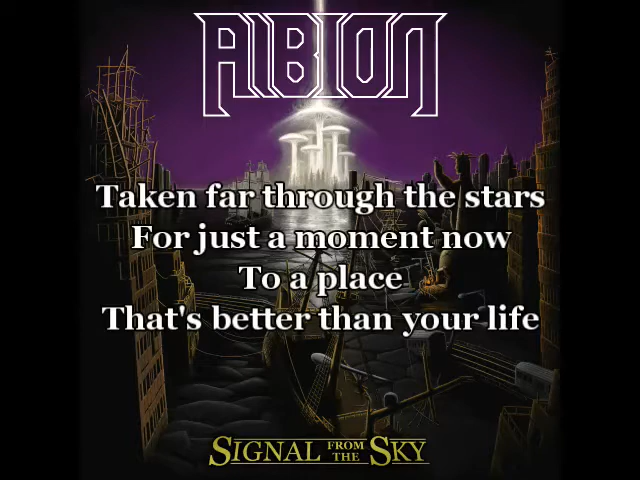 ALBION
Taken far through the stars
For just a moment now
To a place
That's better than your life
SIGNAL FROM THE SKY